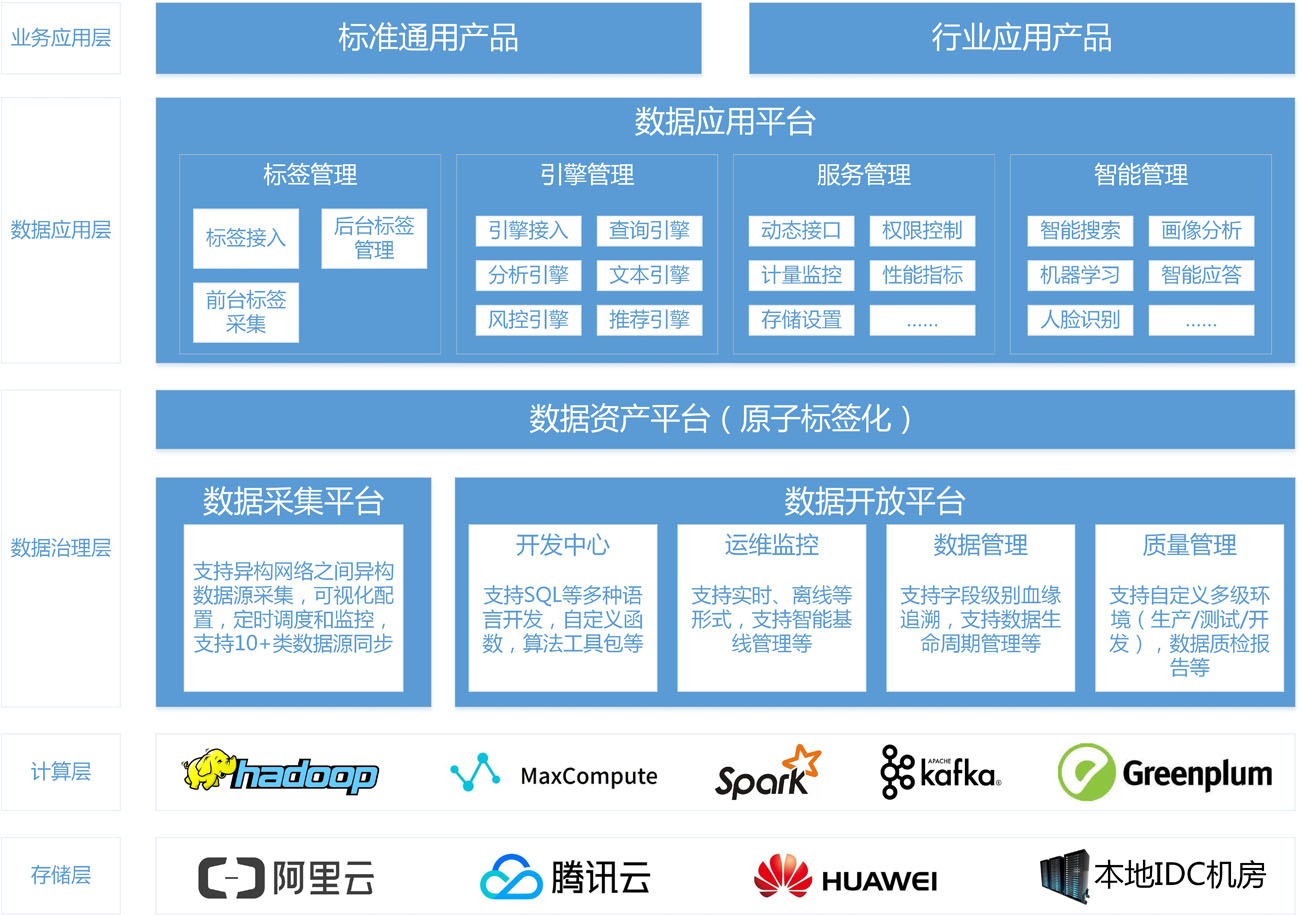 业务应用层
标准通用产品
行业应用产品
数据应用层
数据应用平台
标签管理
标签接入
后台标签
管理
前台标签
采集
引擎管理
引擎接入
查询引擎
分析引擎
文本引擎
风控引擎
推荐引擎
服务管理
动态接口
权限控制
计量监控
性能指标
存储设置
......
智能管理
智能搜索
画像分析
机器学习
智能应答
人脸识别
......
数据治理层
数据资产平台（原子标签化）
数据采集平台
支持异构网络之间异构
数据源采集，可视化配
置，定时调度和监控，
支持10+类数据源同步
数据开放平台
开发中心
支持SQL等多种语
言开发，自定义函
数，算法工具包等
运维监控
支持实时、离线等
形式，支持智能基
线管理等
数据管理
支持字段级别血缘
追溯，支持数据生
命周期管理等
质量管理
支持自定义多级环
境（生产/测试/开
发），数据质检报
告等
计算层
hadoop
MaxCompute
Spark
APACHE
kafka®
Greenplum
存储层
阿里云
腾讯云
HUAWEI
本地IDC机房